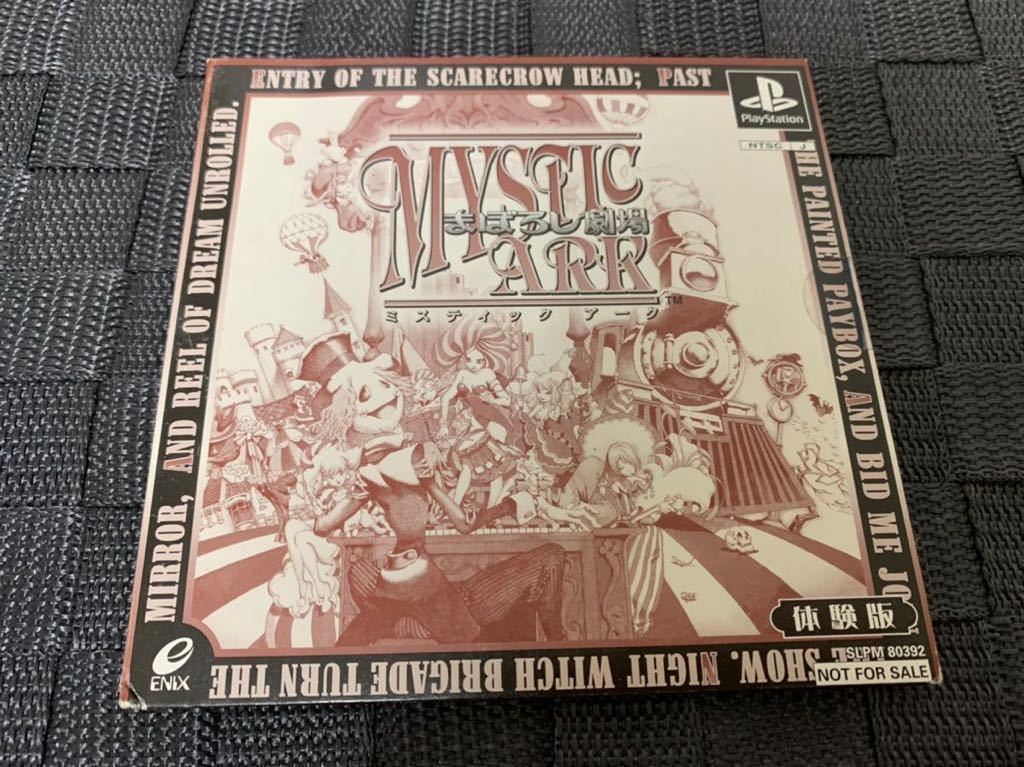 ENTRY OF THE SCARECROW HEAD; PAST
PlayStation
NTSC J
HE PAINTED PAYBOX, AND BID ME JO
SHOW. NIGHT WITCH BRIGADE TURN THE
MIRROR, AND REEL OF DREAM UNROLLED.
MYSTIC
まぼろし劇場
ARK
TM
ミスティック アーク
体験版
SLPM 80392
NOT FOR SALE
ENIX